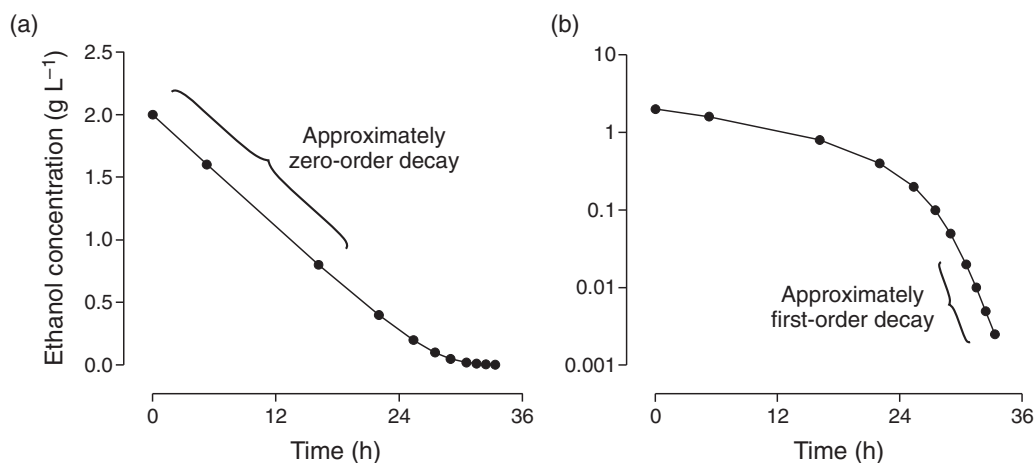 (a)
Ethanol concentration (g L⁻¹)
2.5
2.0
1.5
1.0
0.5
0.0
Approximately
zero-order decay
0
12
24
36
Time (h)
(b)
10
1
0.1
0.01
0.001
Approximately
first-order decay
0
12
24
36
Time (h)